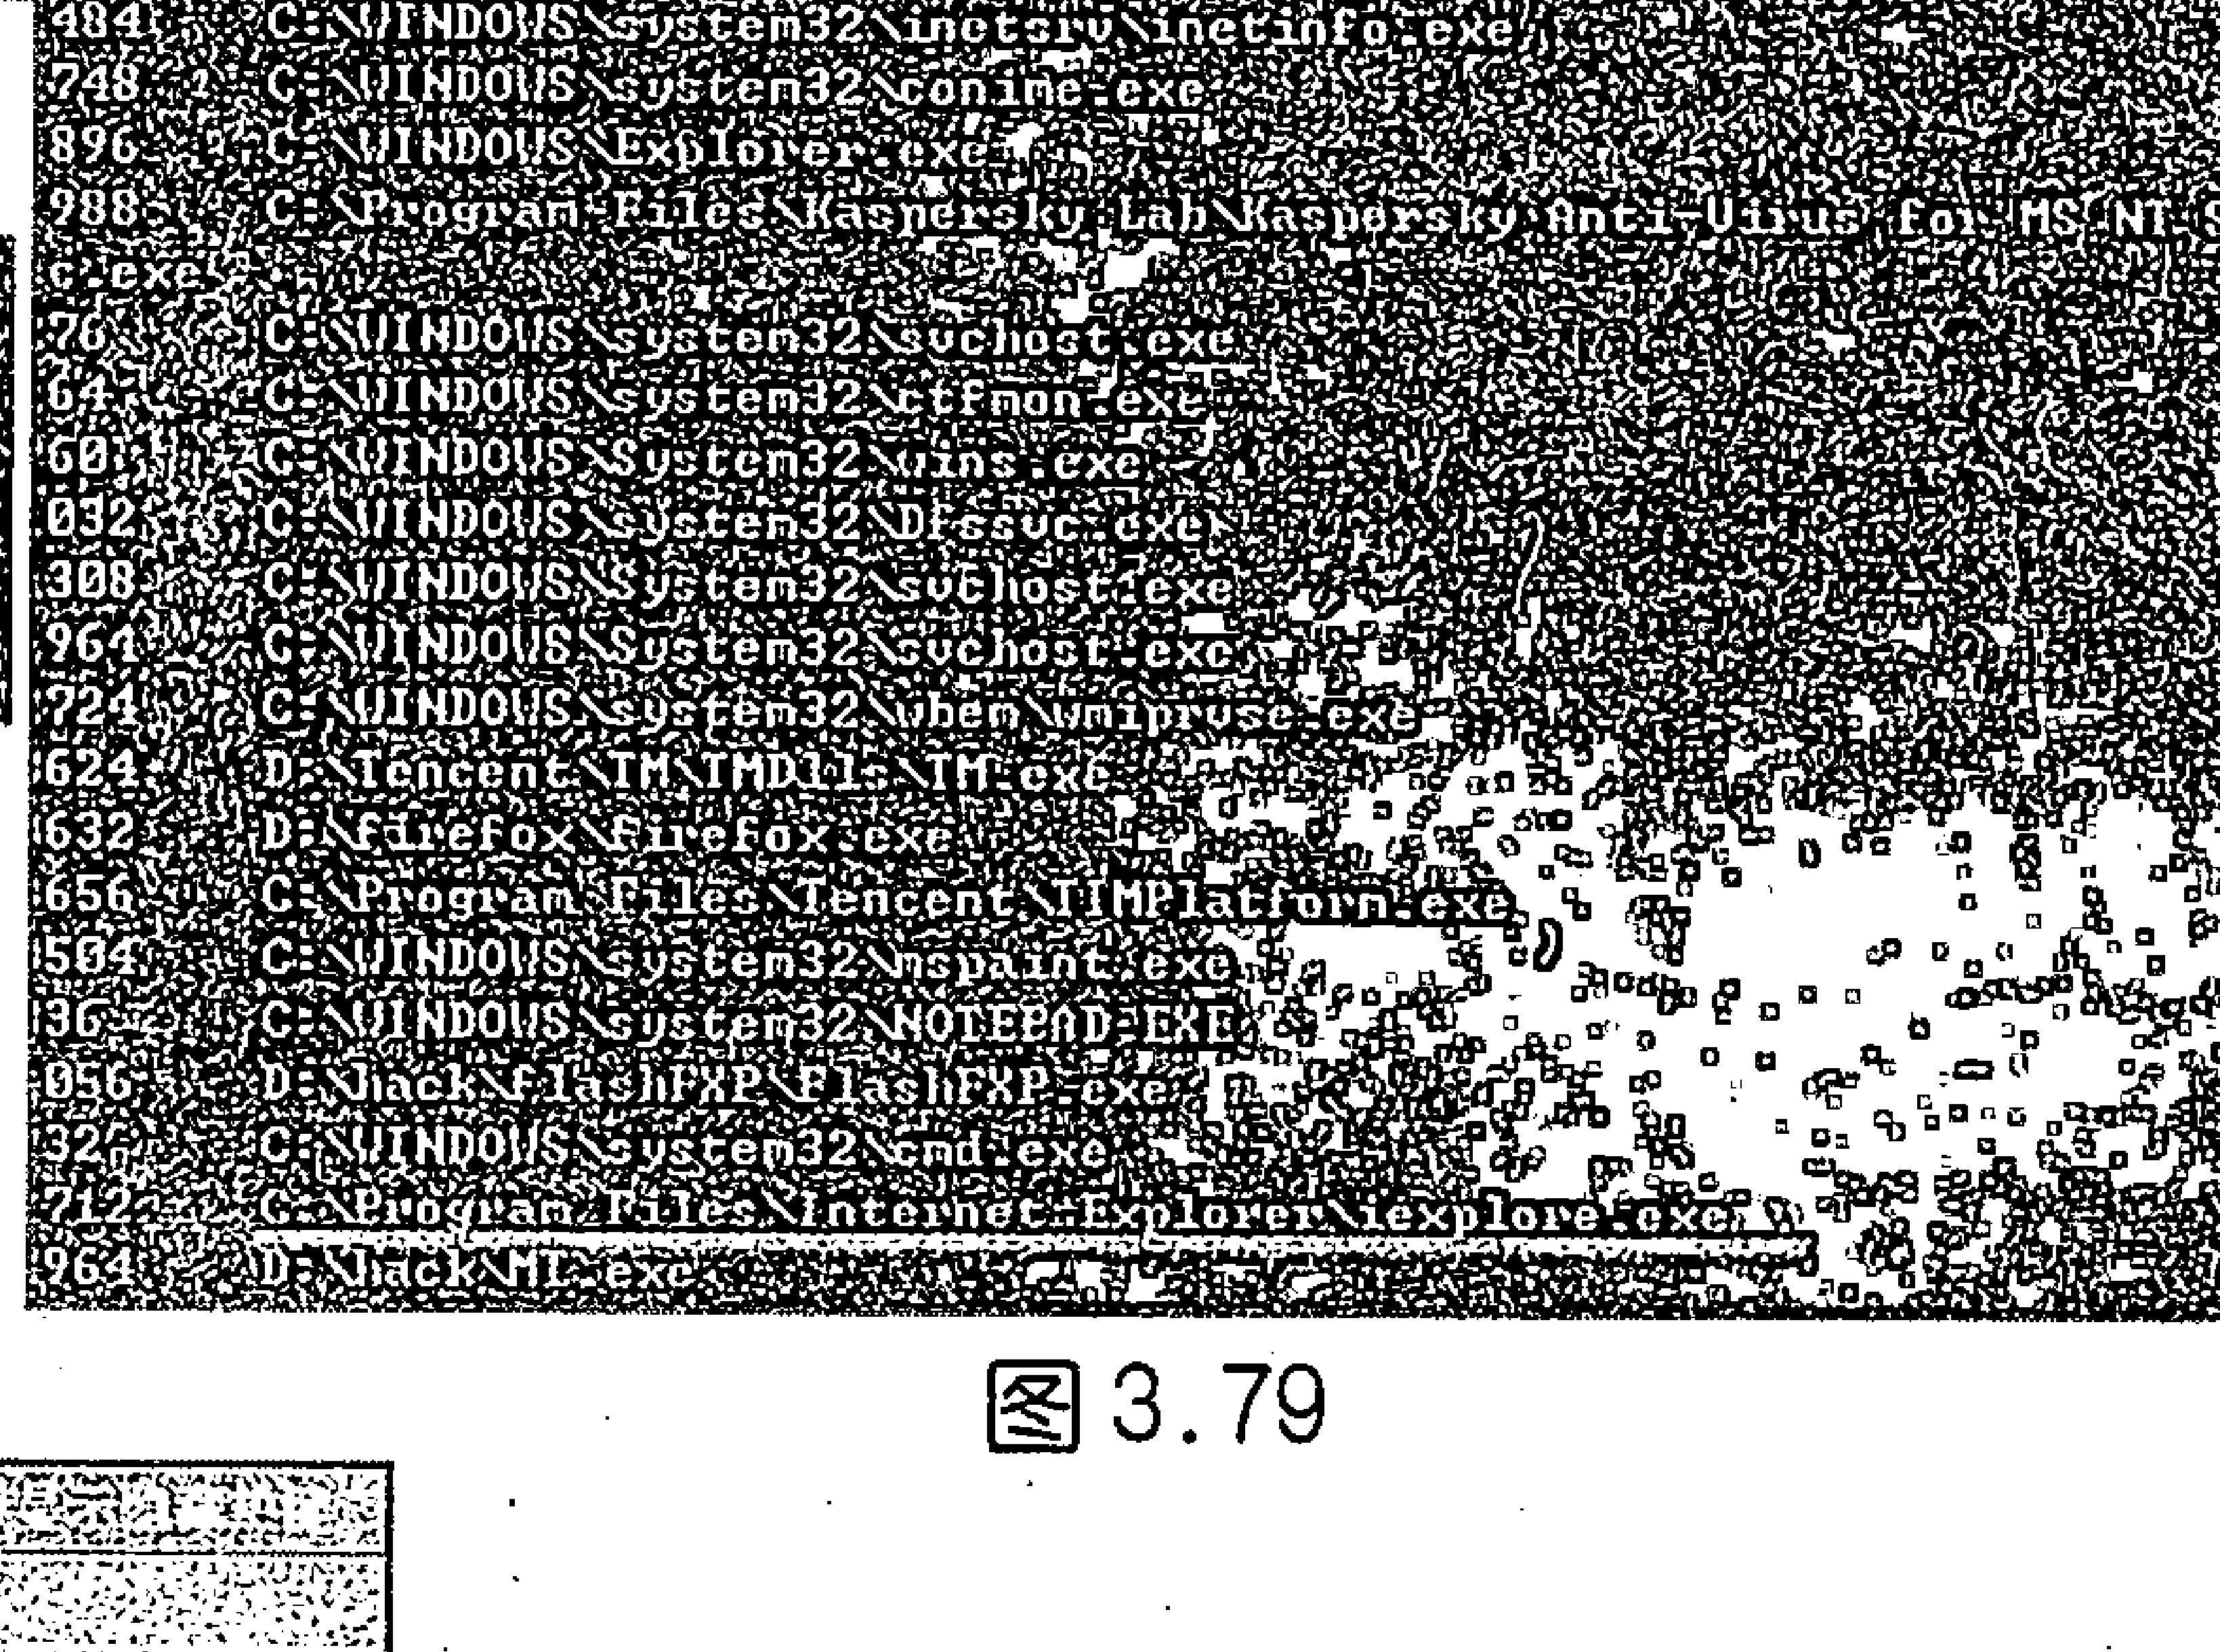 484 C:\WINDOWS\system32\inetsrv\inetinfo.exe
748 C:\WINDOWS\system32\conime.exe
896 C:\WINDOWS\Explorer.exe
988 C:\Program Files\Kaspersky Lab\Kaspersky Anti-Virus for MS NT S
c.exe
76 C:\WINDOWS\system32\svchost.exe
64 C:\WINDOWS\system32\ctfmon.exe
60 C:\WINDOWS\System32\wins.exe
032 C:\WINDOWS\system32\Dfssvc.exe
308 C:\WINDOWS\System32\svchost.exe
964 C:\WINDOWS\System32\svchost.exe
724 C:\WINDOWS\system32\wbem\wmiprvse.exe
624 D:\Tencent\TM\TMDlls\TM.exe
632 D:\firefox\firefox.exe
656 C:\Program Files\Tencent\TIMPlatform.exe
504 C:\WINDOWS\system32\mspaint.exe
36 C:\WINDOWS\system32\NOTEPAD.EXE
056 D:\hack\flashFXP\FlashFXP.exe
32 C:\WINDOWS\system32\cmd.exe
712 C:\Program Files\Internet Explorer\iexplore.exe
964 D:\hack\MT.exe
图 3.79